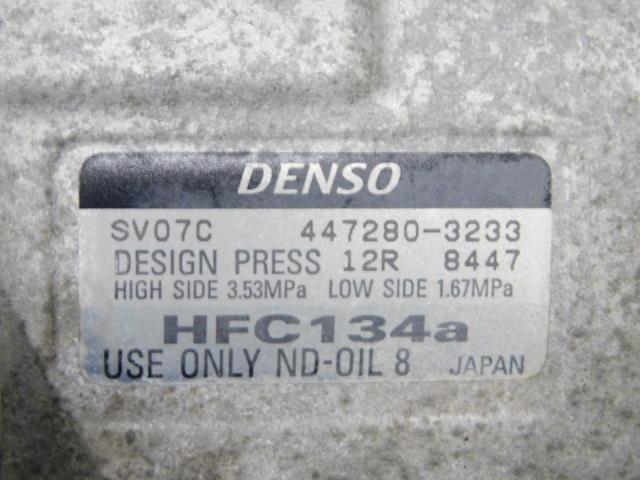 DENSO
SV07C 447280-3233
DESIGN PRESS 12R 8447
HIGH SIDE 3.53MPa LOW SIDE 1.67MPa
HFC134a
USE ONLY ND-OIL 8 JAPAN